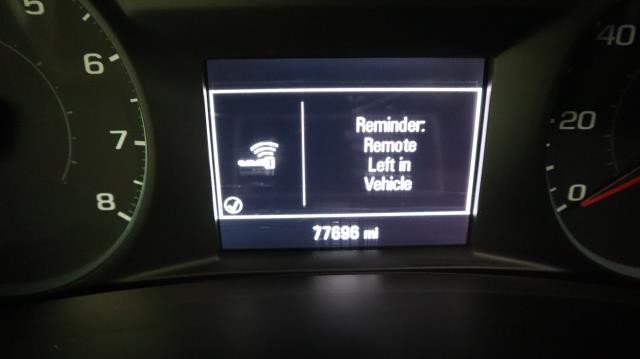 5
6
7
8
Reminder:
Remote
Left in
Vehicle
77696 mi
40
20
0